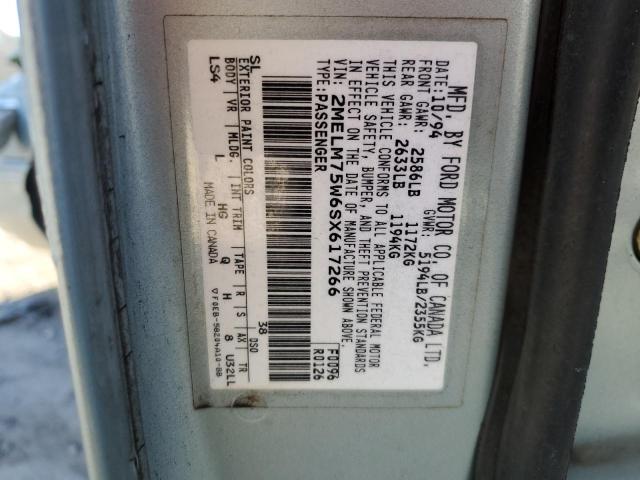 MFD. BY FORD MOTOR CO. OF CANADA LTD.
DATE: 10/94 GVWR: 5194LB/2355KG
FRONT GAWR: 2586LB 1172KG
REAR GAWR: 2633LB 1194KG
THIS VEHICLE CONFORMS TO ALL APPLICABLE FEDERAL MOTOR
VEHICLE SAFETY, BUMPER, AND THEFT PREVENTION STANDARDS
IN EFFECT ON THE DATE OF MANUFACTURE SHOWN ABOVE.
VIN: 2MELM75W6SX617266 F0096
TYPE: PASSENGER R0126
SL 38
EXTERIOR PAINT COLORS DSO
BODY VR MLDG. INT TRIM TAPE R S AX TR
LS4 L HG Q H 8 U32LL
MADE IN CANADA